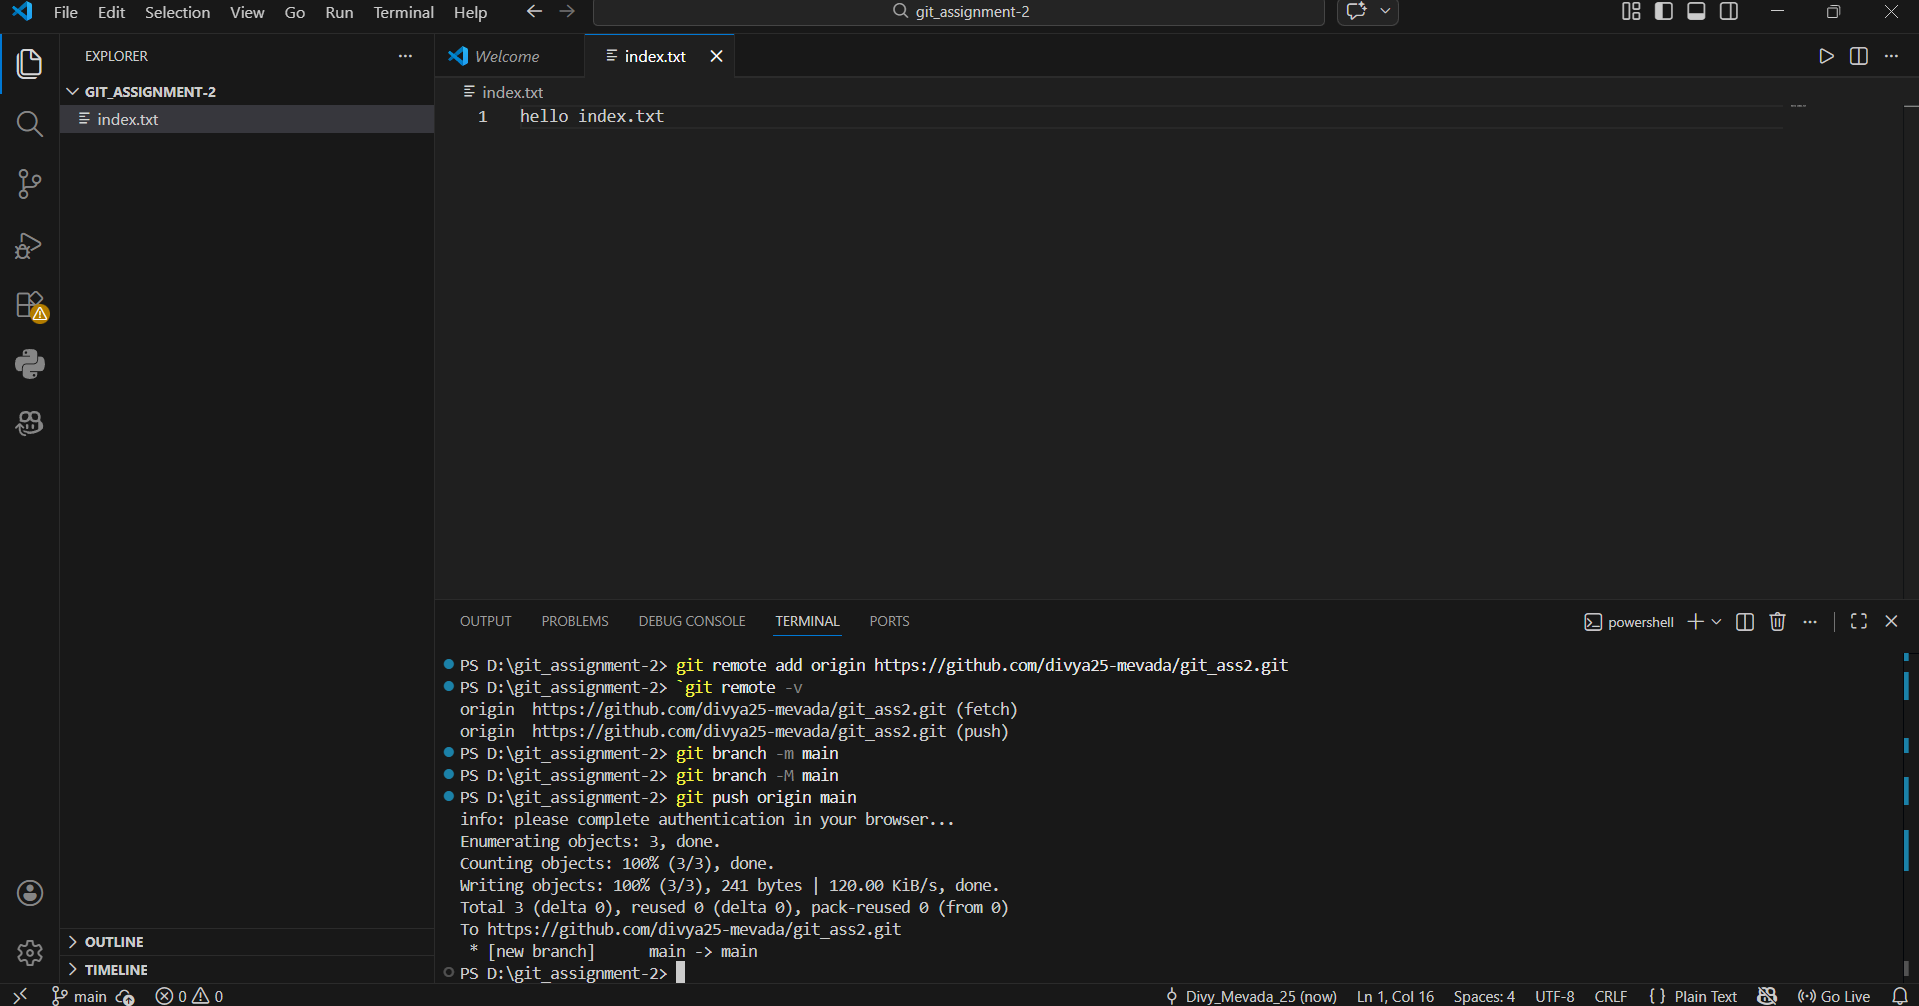 File Edit Selection View Go Run Terminal Help
git_assignment-2
EXPLORER
GIT_ASSIGNMENT-2
index.txt
Welcome
index.txt
index.txt
1 hello index.txt
OUTPUT PROBLEMS DEBUG CONSOLE TERMINAL PORTS
powershell
PS D:\git_assignment-2> git remote add origin https://github.com/divya25-mevada/git_ass2.git
PS D:\git_assignment-2> `git remote -v
origin  https://github.com/divya25-mevada/git_ass2.git (fetch)
origin  https://github.com/divya25-mevada/git_ass2.git (push)
PS D:\git_assignment-2> git branch -m main
PS D:\git_assignment-2> git branch -M main
PS D:\git_assignment-2> git push origin main
info: please complete authentication in your browser...
Enumerating objects: 3, done.
Counting objects: 100% (3/3), done.
Writing objects: 100% (3/3), 241 bytes | 120.00 KiB/s, done.
Total 3 (delta 0), reused 0 (delta 0), pack-reused 0 (from 0)
To https://github.com/divya25-mevada/git_ass2.git
 * [new branch]      main -> main
PS D:\git_assignment-2>
OUTLINE
TIMELINE
main 0 0 Divy_Mevada_25 (now) Ln 1, Col 16 Spaces: 4 UTF-8 CRLF { } Plain Text Go Live